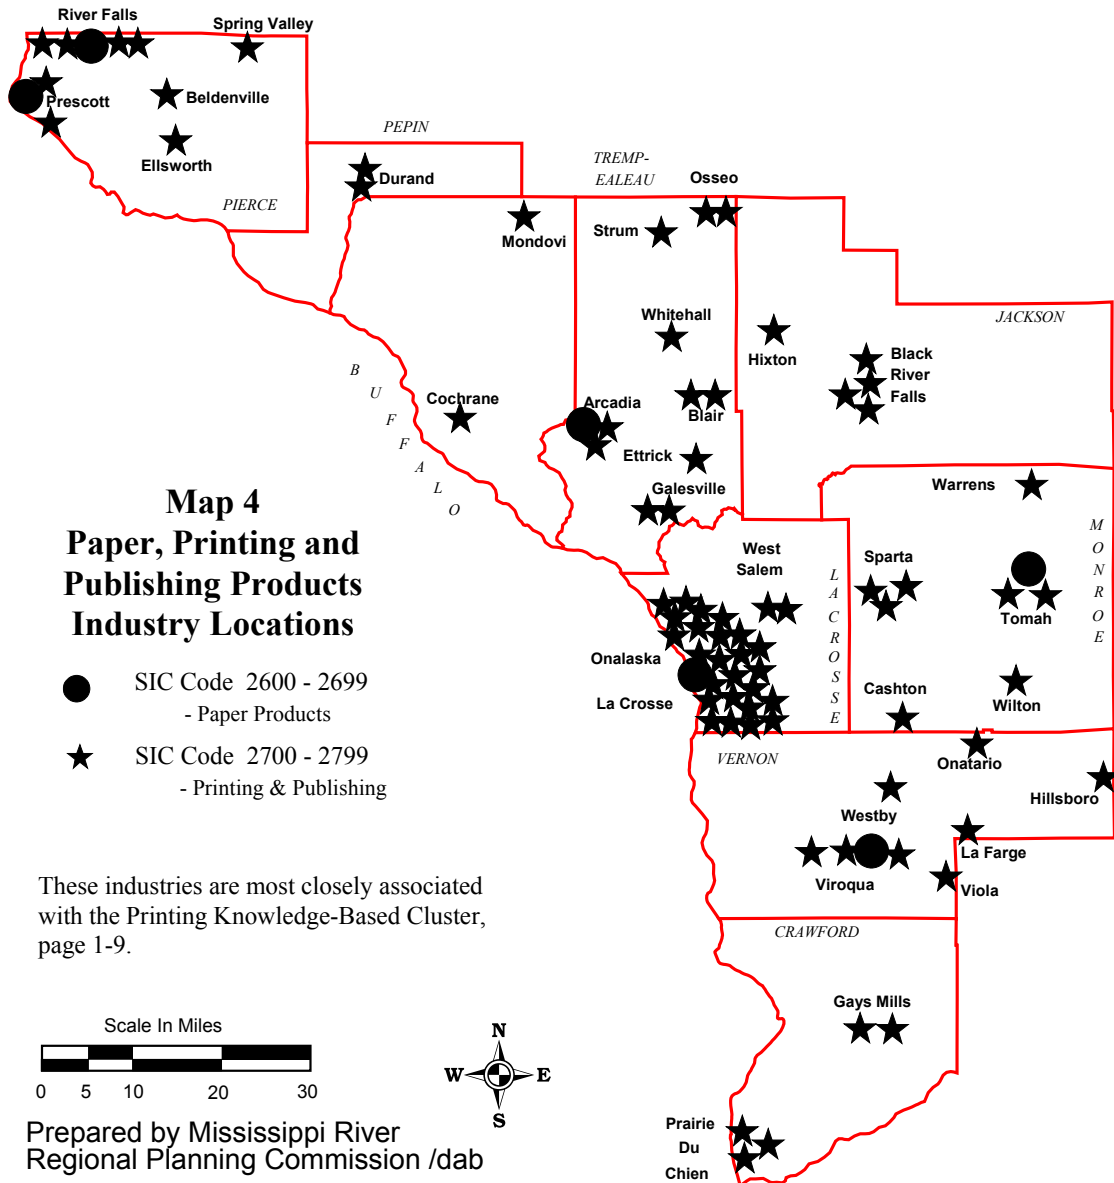 River Falls
Spring Valley
Prescott
Beldenville
Ellsworth
PIERCE
PEPIN
Durand
TREMP-
EALEAU
Osseo
Strum
Mondovi
Whitehall
Hixton
JACKSON
Black
River
Falls
BUFFALO
Cochrane
Arcadia
Blair
Ettrick
Galesville
Warrens
MONROE
Map 4
Paper, Printing and
Publishing Products
Industry Locations
SIC Code 2600 - 2699
- Paper Products
SIC Code 2700 - 2799
- Printing & Publishing
West
Salem
LA CROSSE
Sparta
Tomah
Onalaska
La Crosse
Cashton
Wilton
VERNON
Onatario
Hillsboro
Westby
La Farge
Viroqua
Viola
These industries are most closely associated
with the Printing Knowledge-Based Cluster,
page 1-9.
CRAWFORD
Gays Mills
Scale In Miles
0 5 10 20 30
N
W E
S
Prairie
Du
Chien
Prepared by Mississippi River
Regional Planning Commission /dab